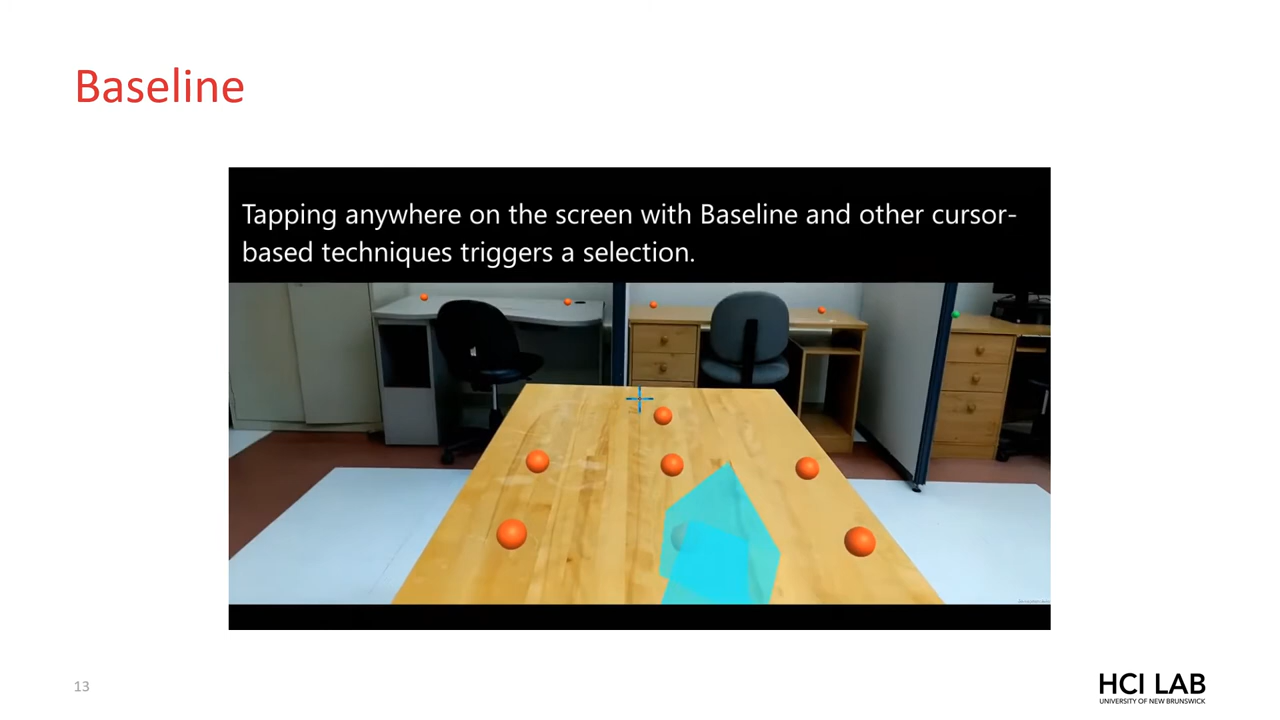 Baseline
Tapping anywhere on the screen with Baseline and other cursor-
based techniques triggers a selection.
13
HCI LAB
UNIVERSITY OF NEW BRUNSWICK